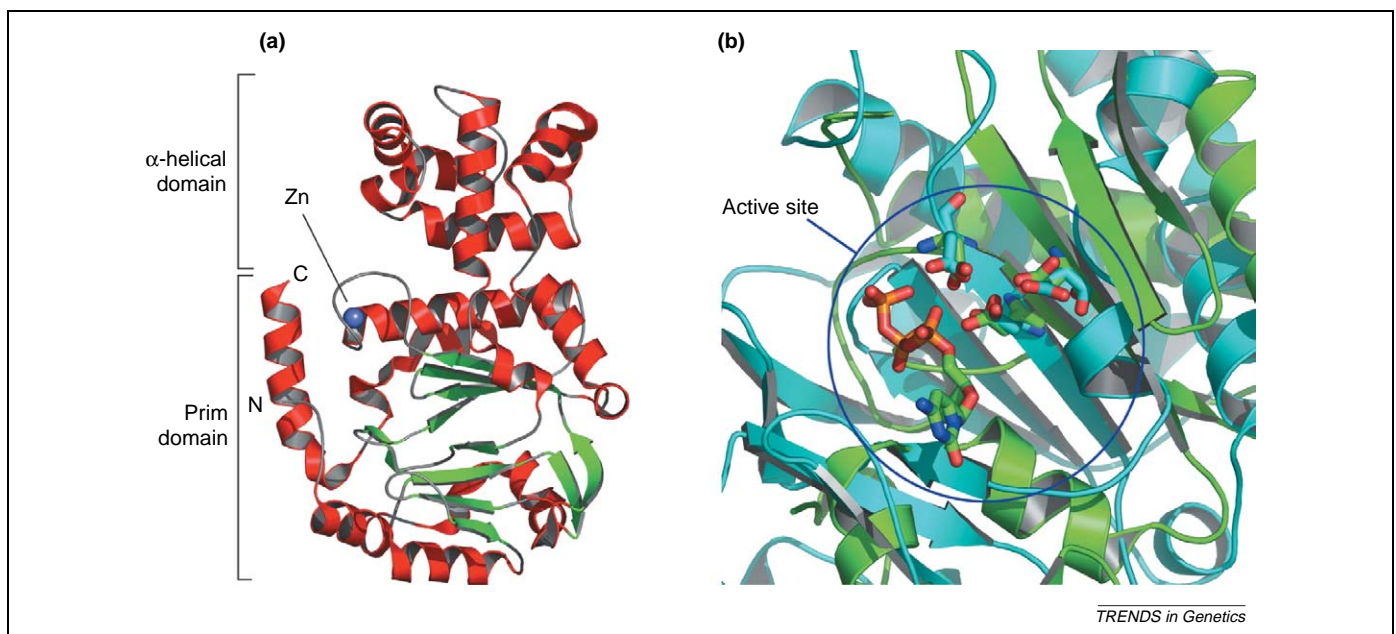 (a)
(b)
α-helical
domain
Zn
Active site
C
N
Prim
domain
TRENDS in Genetics